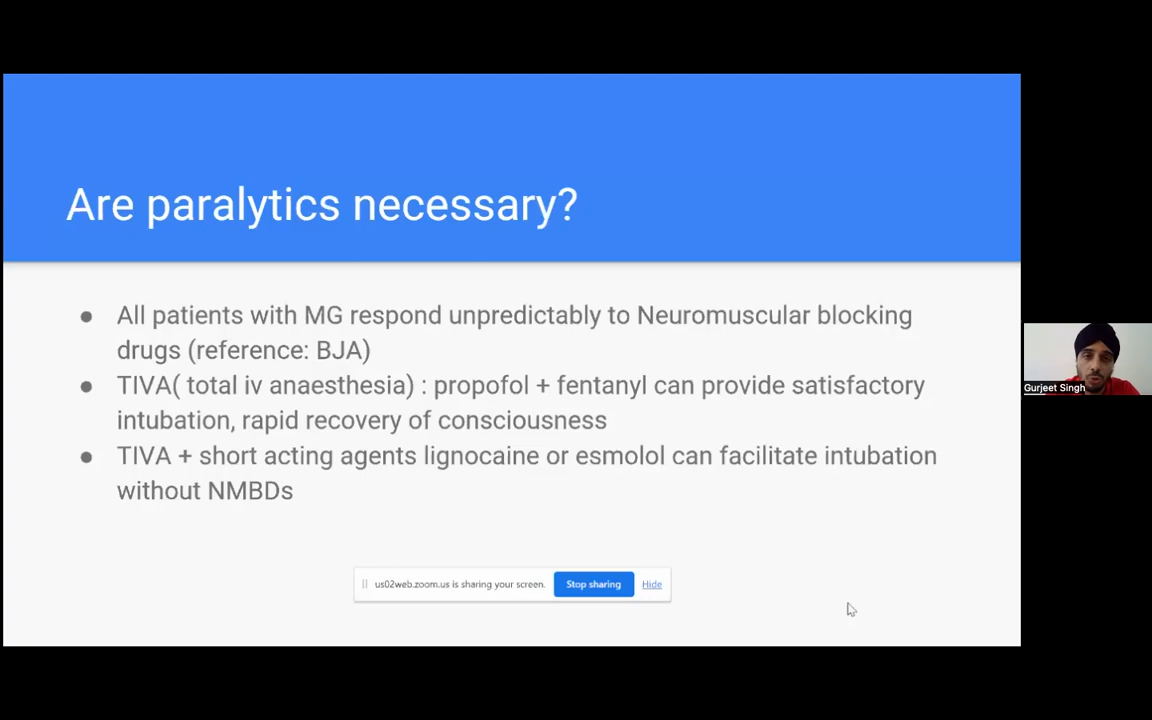 Are paralytics necessary?
● All patients with MG respond unpredictably to Neuromuscular blocking
drugs (reference: BJA)
● TIVA( total iv anaesthesia) : propofol + fentanyl can provide satisfactory
intubation, rapid recovery of consciousness
● TIVA + short acting agents lignocaine or esmolol can facilitate intubation
without NMBDs
us02web.zoom.us is sharing your screen. Stop sharing Hide
Gurjeet Singh